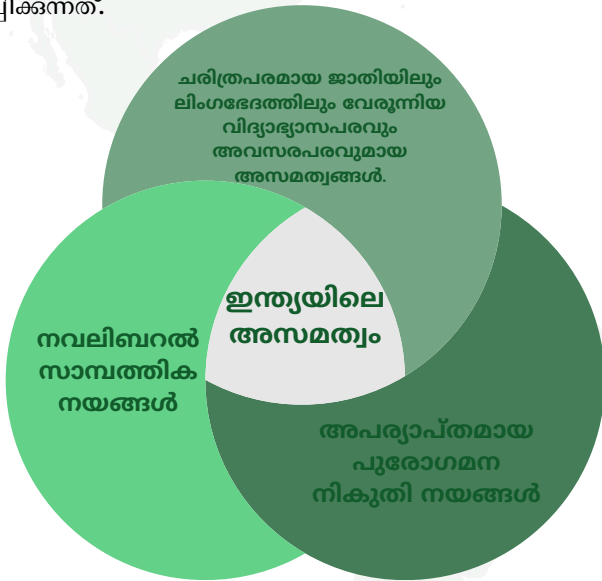 ചരിത്രപരമായ ജാതിയിലും
ലിംഗഭേദത്തിലും വേരൂന്നിയ
വിദ്യാഭ്യാസപരവും
അവസരപരവുമായ
അസമത്വങ്ങൾ.
ഇന്ത്യയിലെ
അസമത്വം
നവലിബറൽ
സാമ്പത്തിക
നയങ്ങൾ
അപര്യാപ്തമായ
പുരോഗമന
നികുതി നയങ്ങൾ